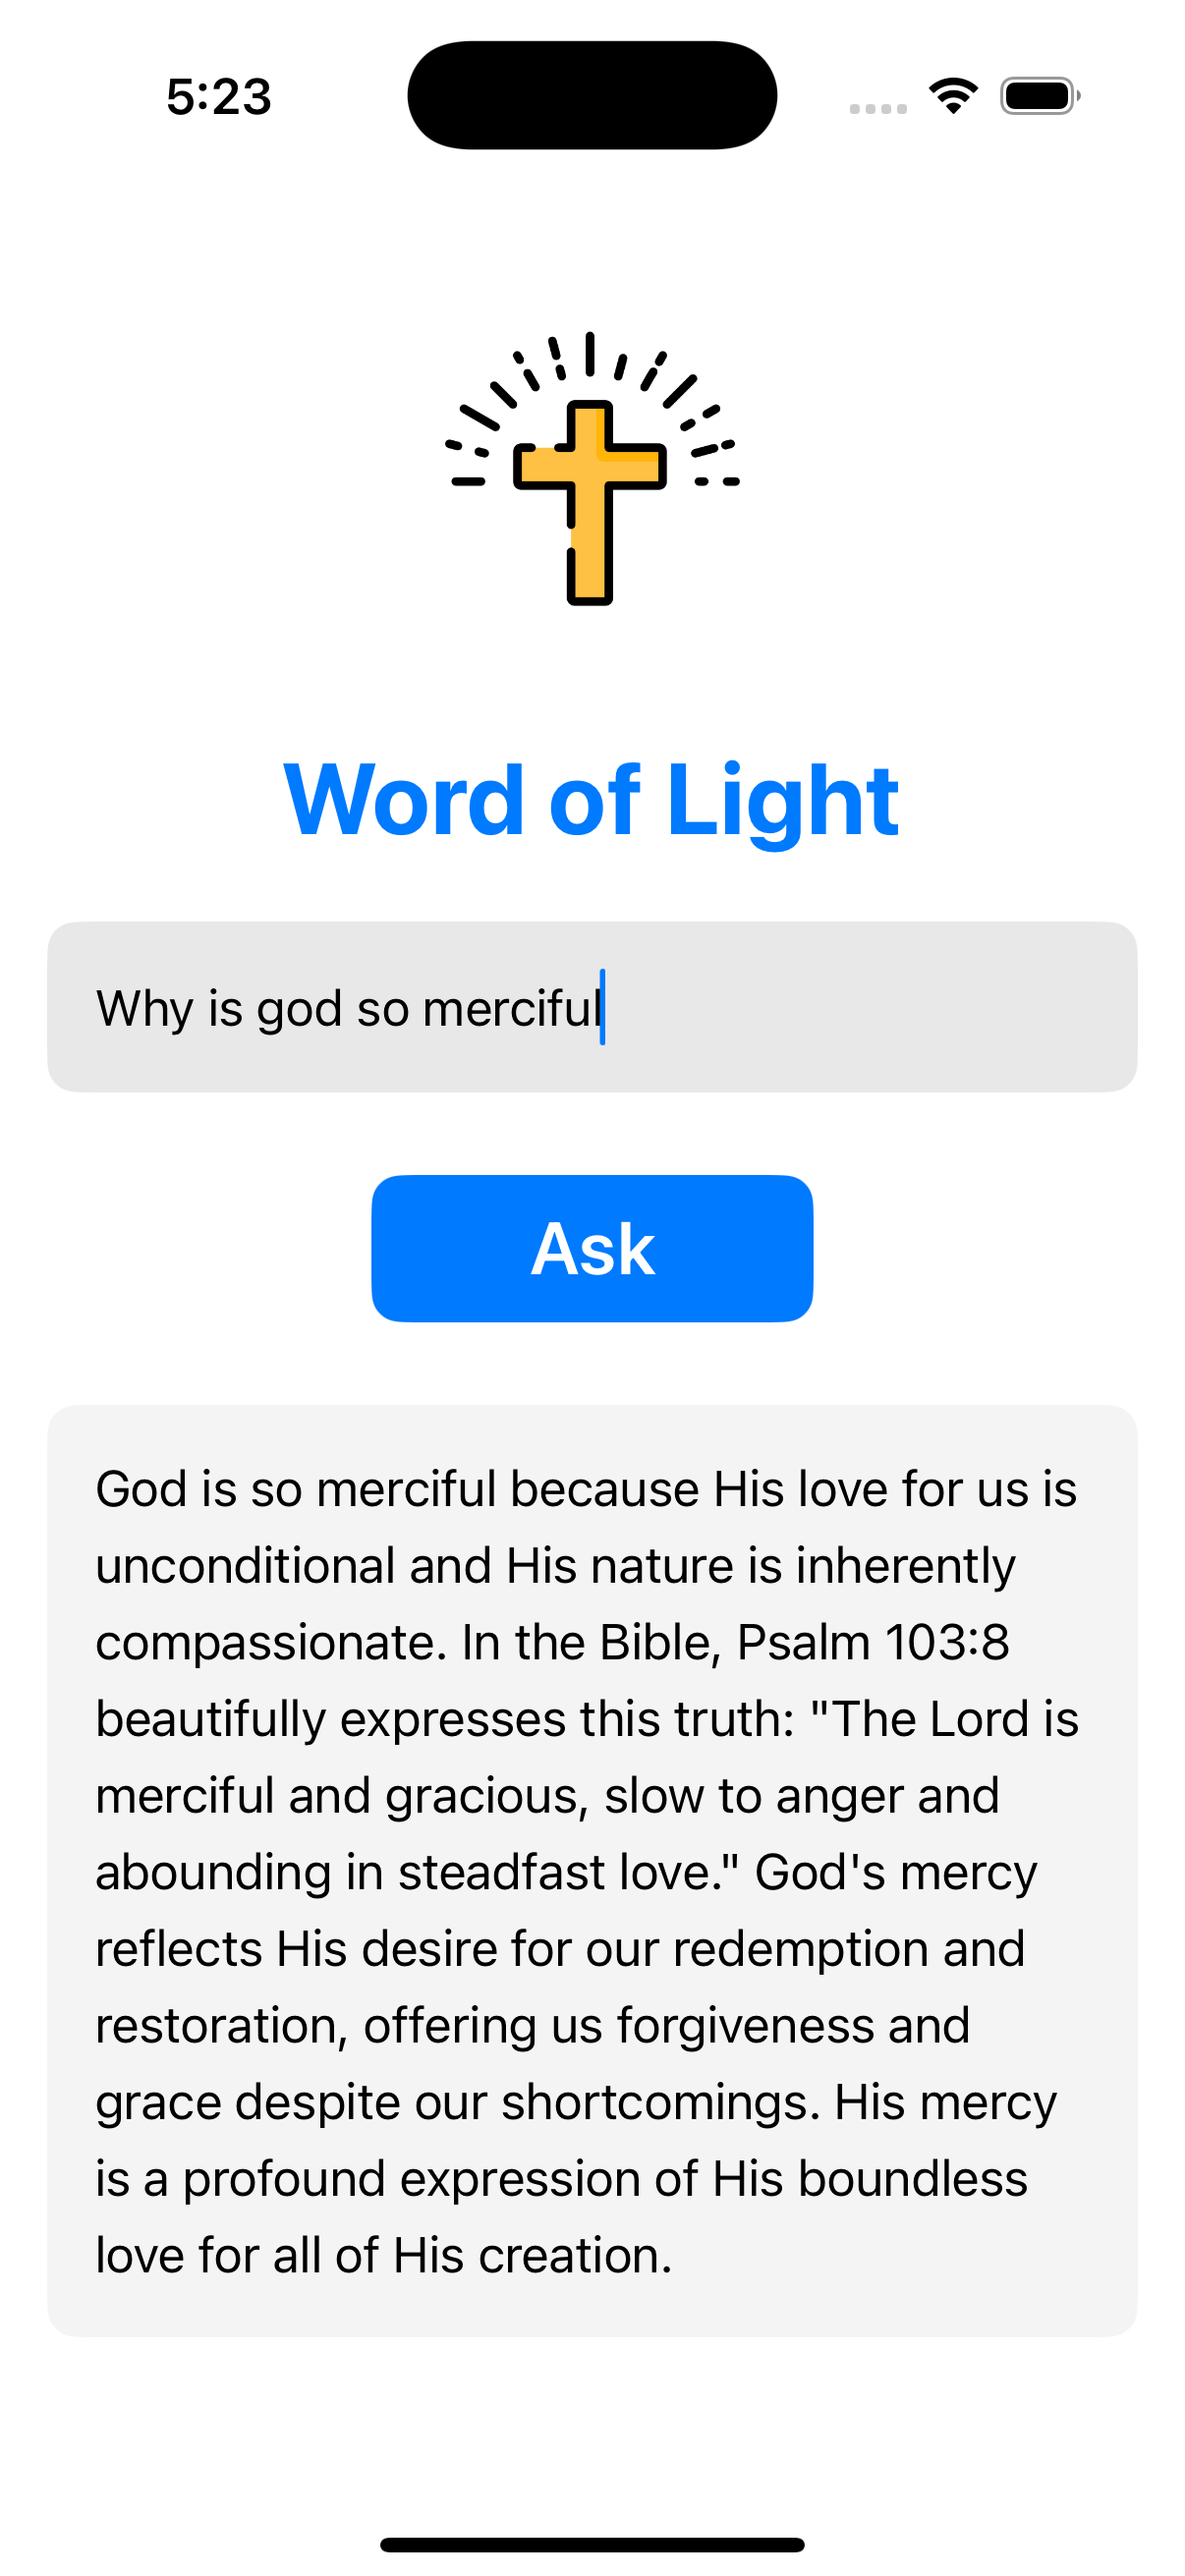 5:23
Word of Light
Why is god so merciful
Ask
God is so merciful because His love for us is
unconditional and His nature is inherently
compassionate. In the Bible, Psalm 103:8
beautifully expresses this truth: "The Lord is
merciful and gracious, slow to anger and
abounding in steadfast love." God's mercy
reflects His desire for our redemption and
restoration, offering us forgiveness and
grace despite our shortcomings. His mercy
is a profound expression of His boundless
love for all of His creation.